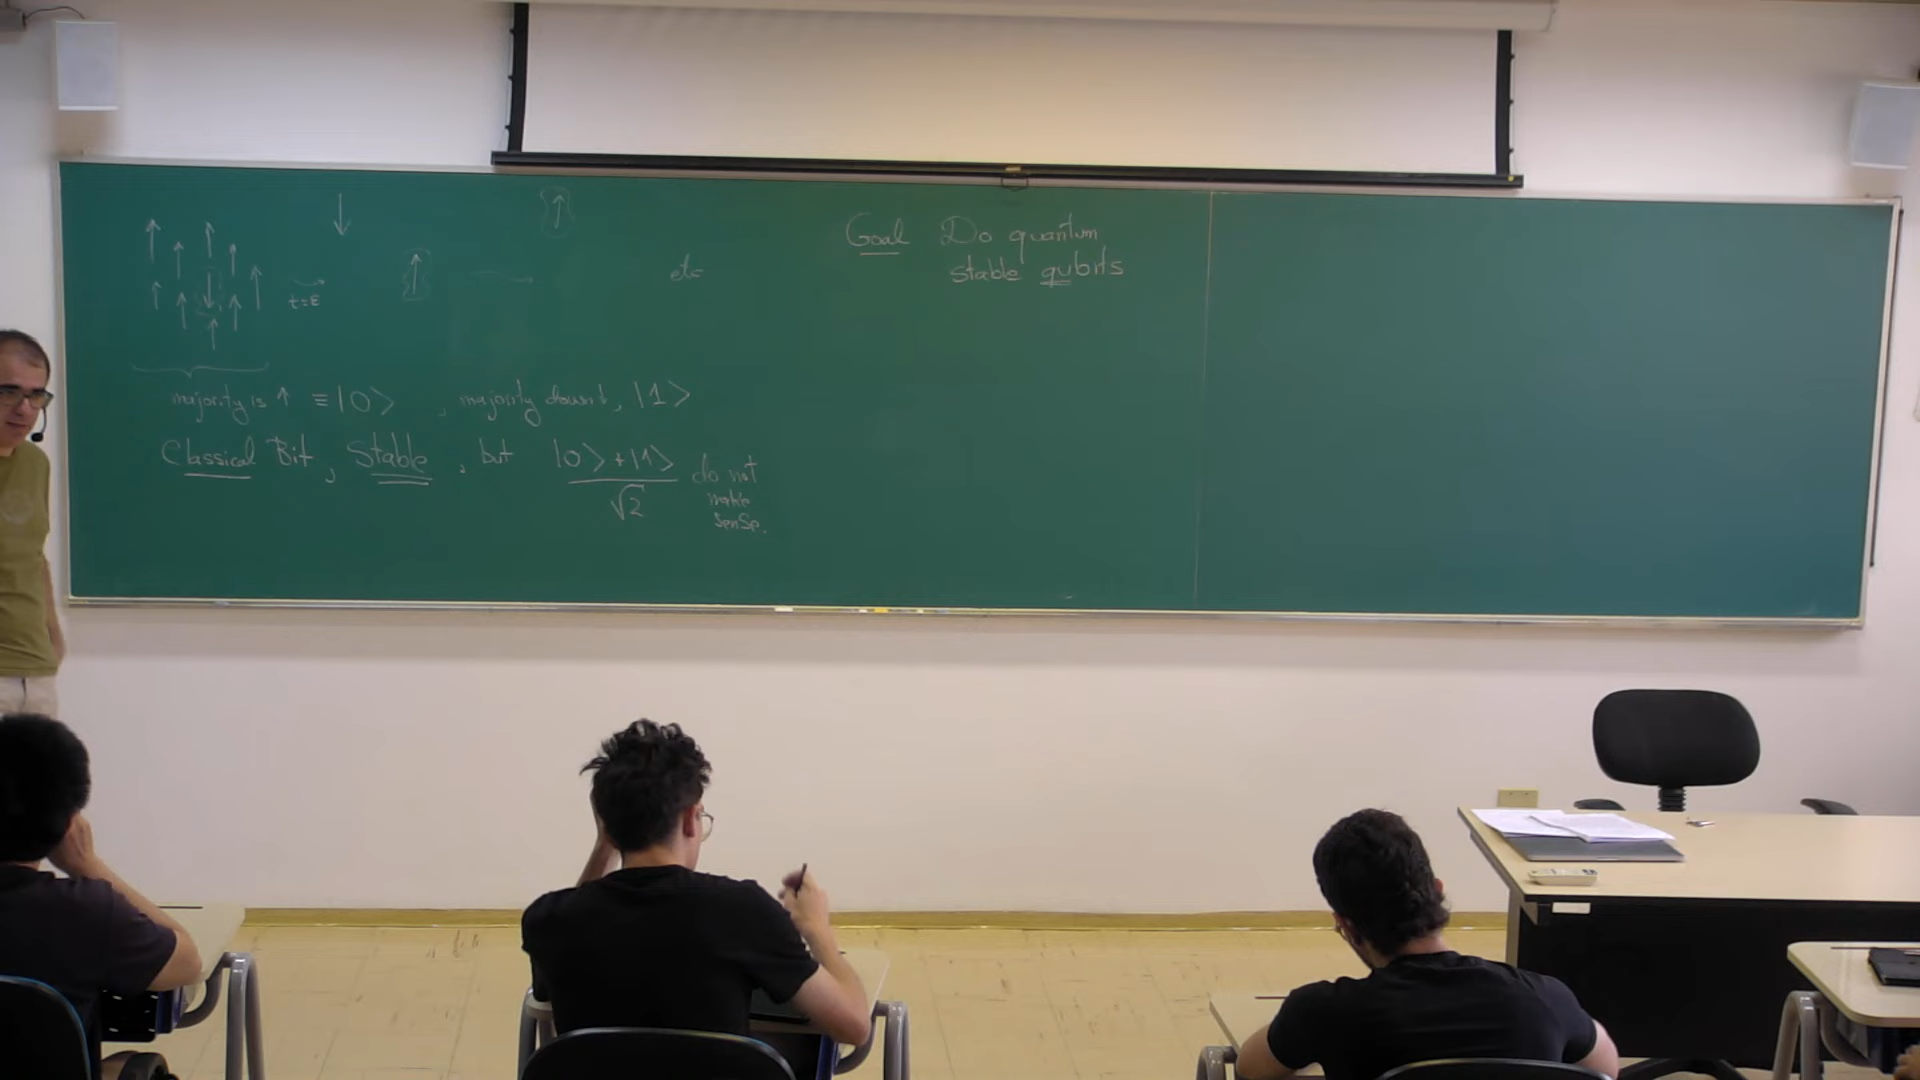 t=ε
etc
majority is ↑ ≡ |0> , majority down ↓, |1>
Classical Bit, Stable, but |0> + |1> / √2 do not
make
sense.
Goal Do quantum
stable qubits